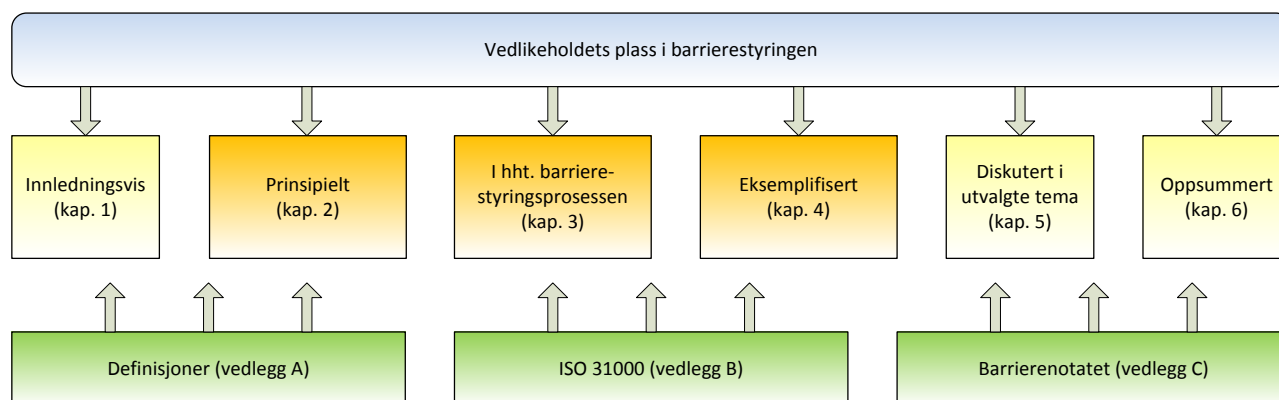 Vedlikeholdets plass i barrierestyringen
Innledningsvis
(kap. 1)
Prinsipielt
(kap. 2)
I hht. barriere-
styringsprosessen
(kap. 3)
Eksemplifisert
(kap. 4)
Diskutert i
utvalgte tema
(kap. 5)
Oppsummert
(kap. 6)
Definisjoner (vedlegg A)
ISO 31000 (vedlegg B)
Barrierenotatet (vedlegg C)